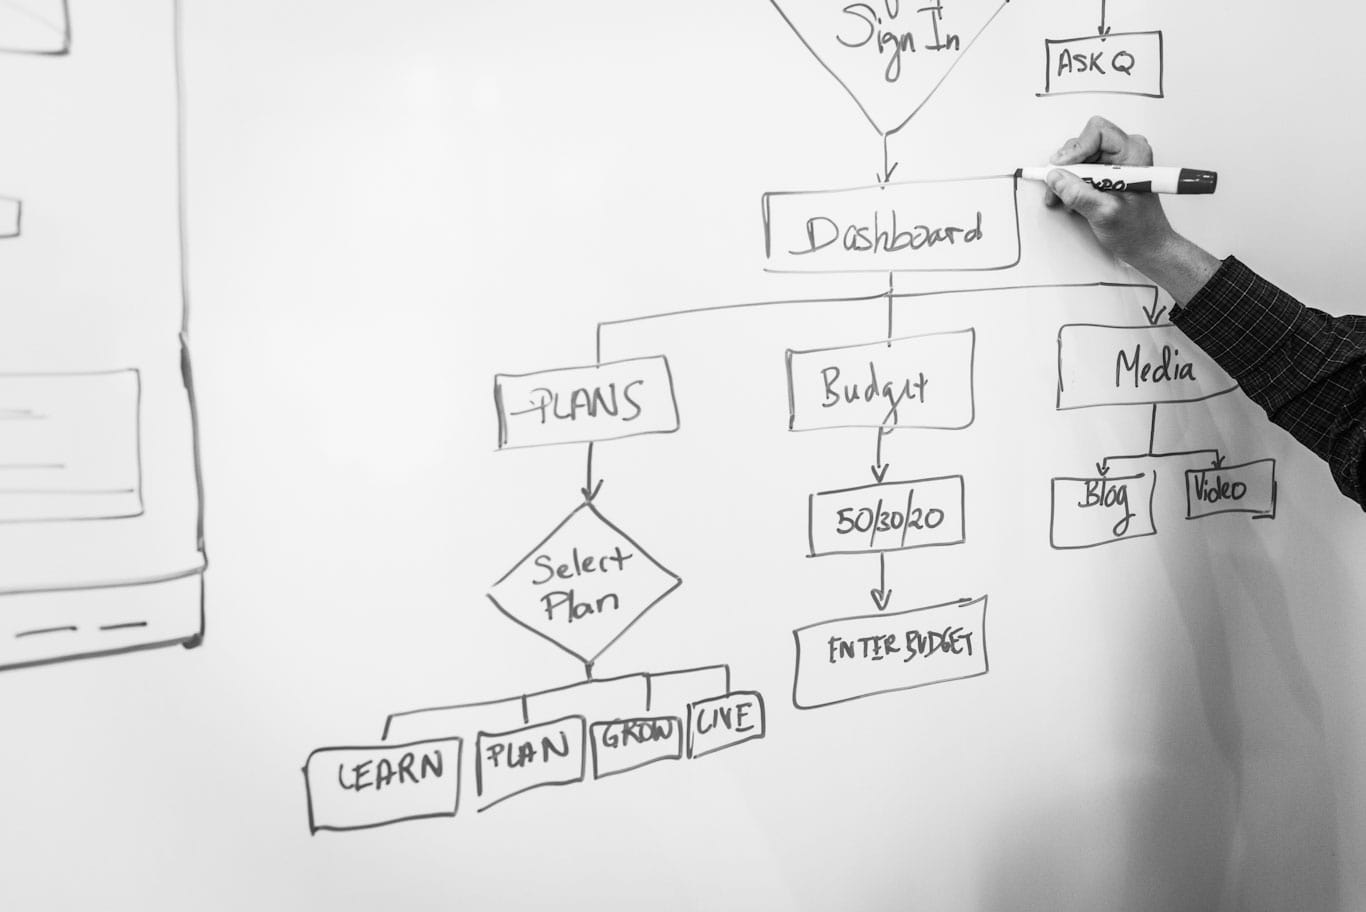 Sign In
ASK Q
EXPO
Dashboard
PLANS
Budget
Media
Blog
Video
50/30/20
Select
Plan
ENTER BUDGET
LEARN
PLAN
GROW
LIVE